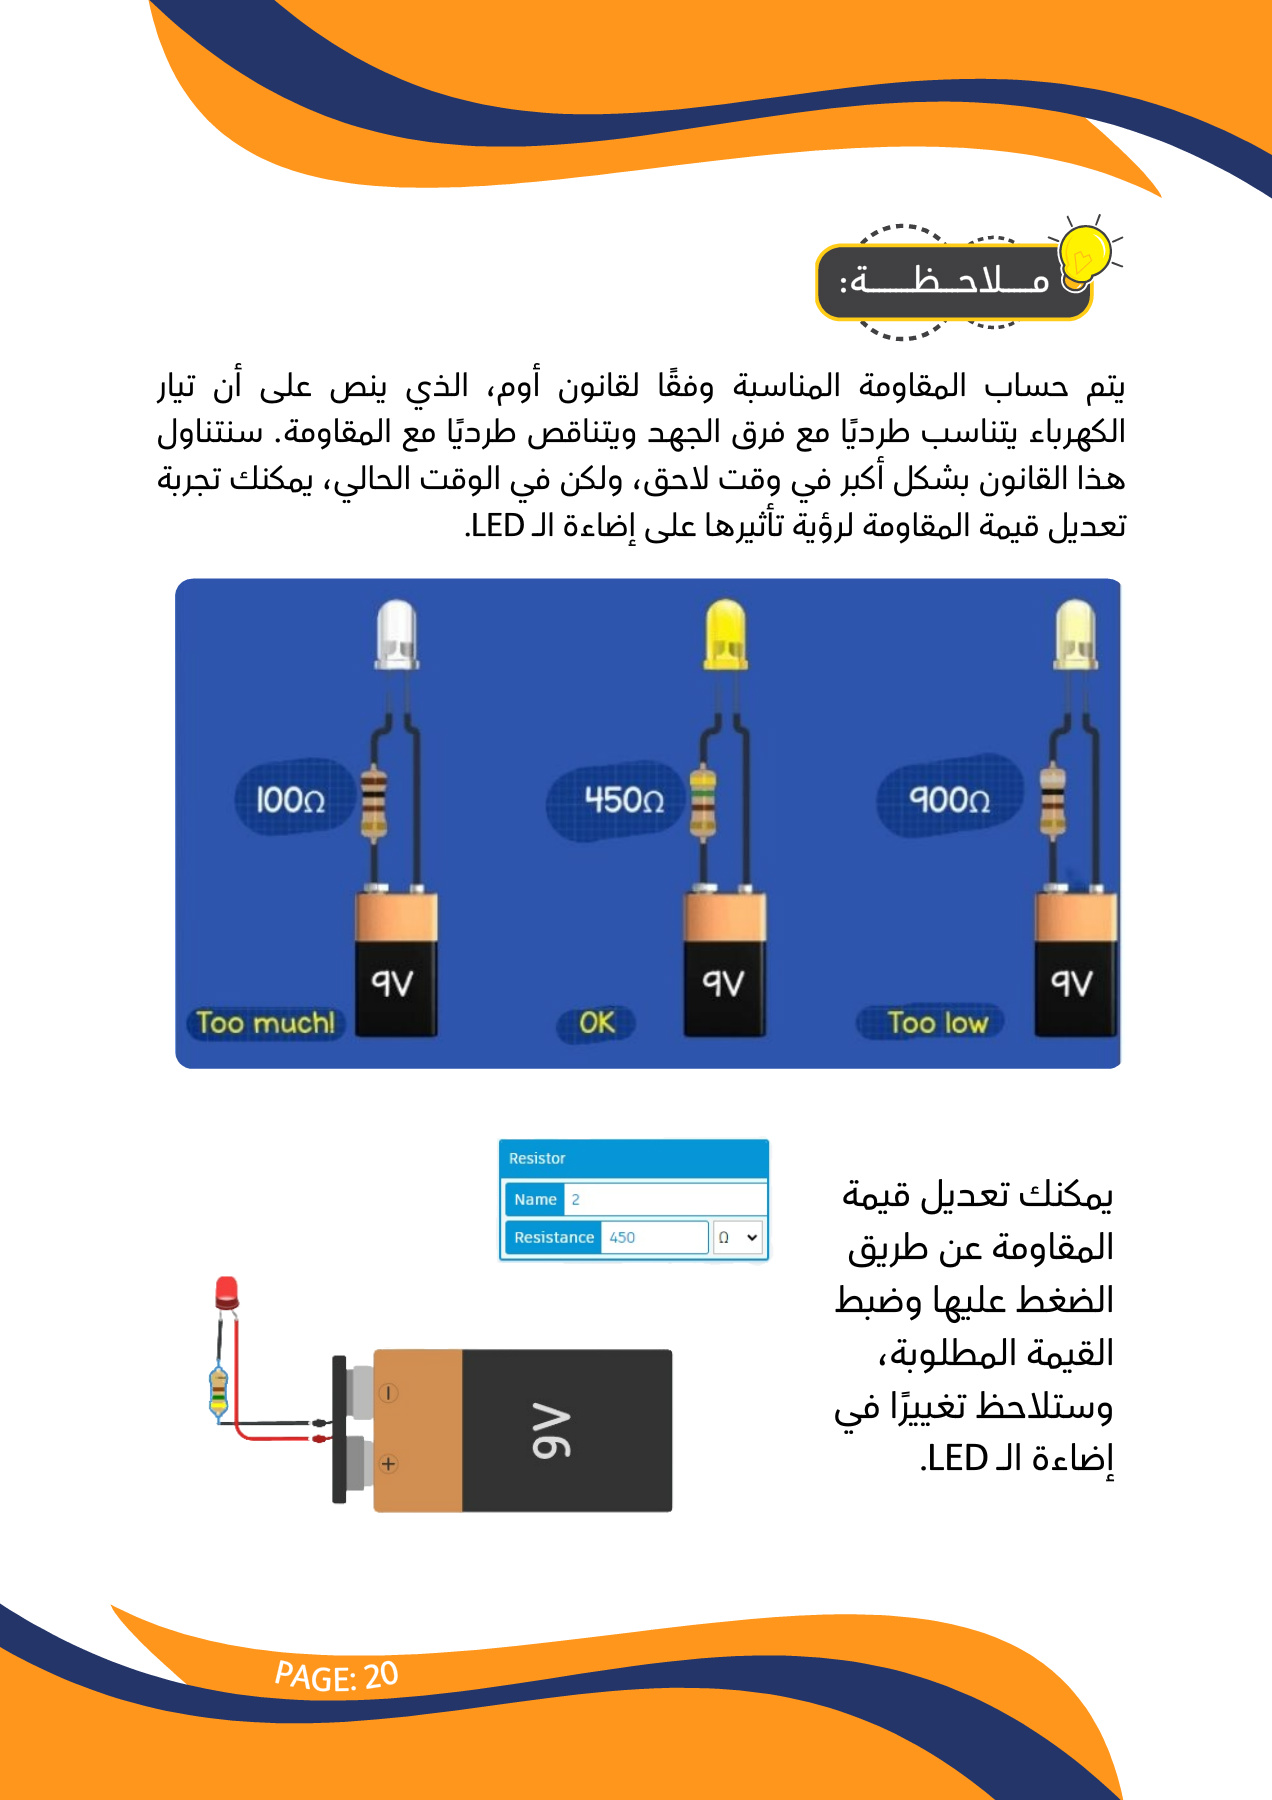 ملاحظة:
يتم حساب المقاومة المناسبة وفقًا لقانون أوم، الذي ينص على أن تيار
الكهرباء يتناسب طرديًا مع فرق الجهد ويتناقص طرديًا مع المقاومة. سنتناول
هذا القانون بشكل أكبر في وقت لاحق، ولكن في الوقت الحالي، يمكنك تجربة
تعديل قيمة المقاومة لرؤية تأثيرها على إضاءة الـ LED.
100Ω
450Ω
900Ω
9V
9V
9V
Too much!
OK
Too low
Resistor
Name 2
Resistance 450 Ω
يمكنك تعديل قيمة
المقاومة عن طريق
الضغط عليها وضبط
القيمة المطلوبة،
وستلاحظ تغييرًا في
إضاءة الـ LED.
9V
PAGE: 20